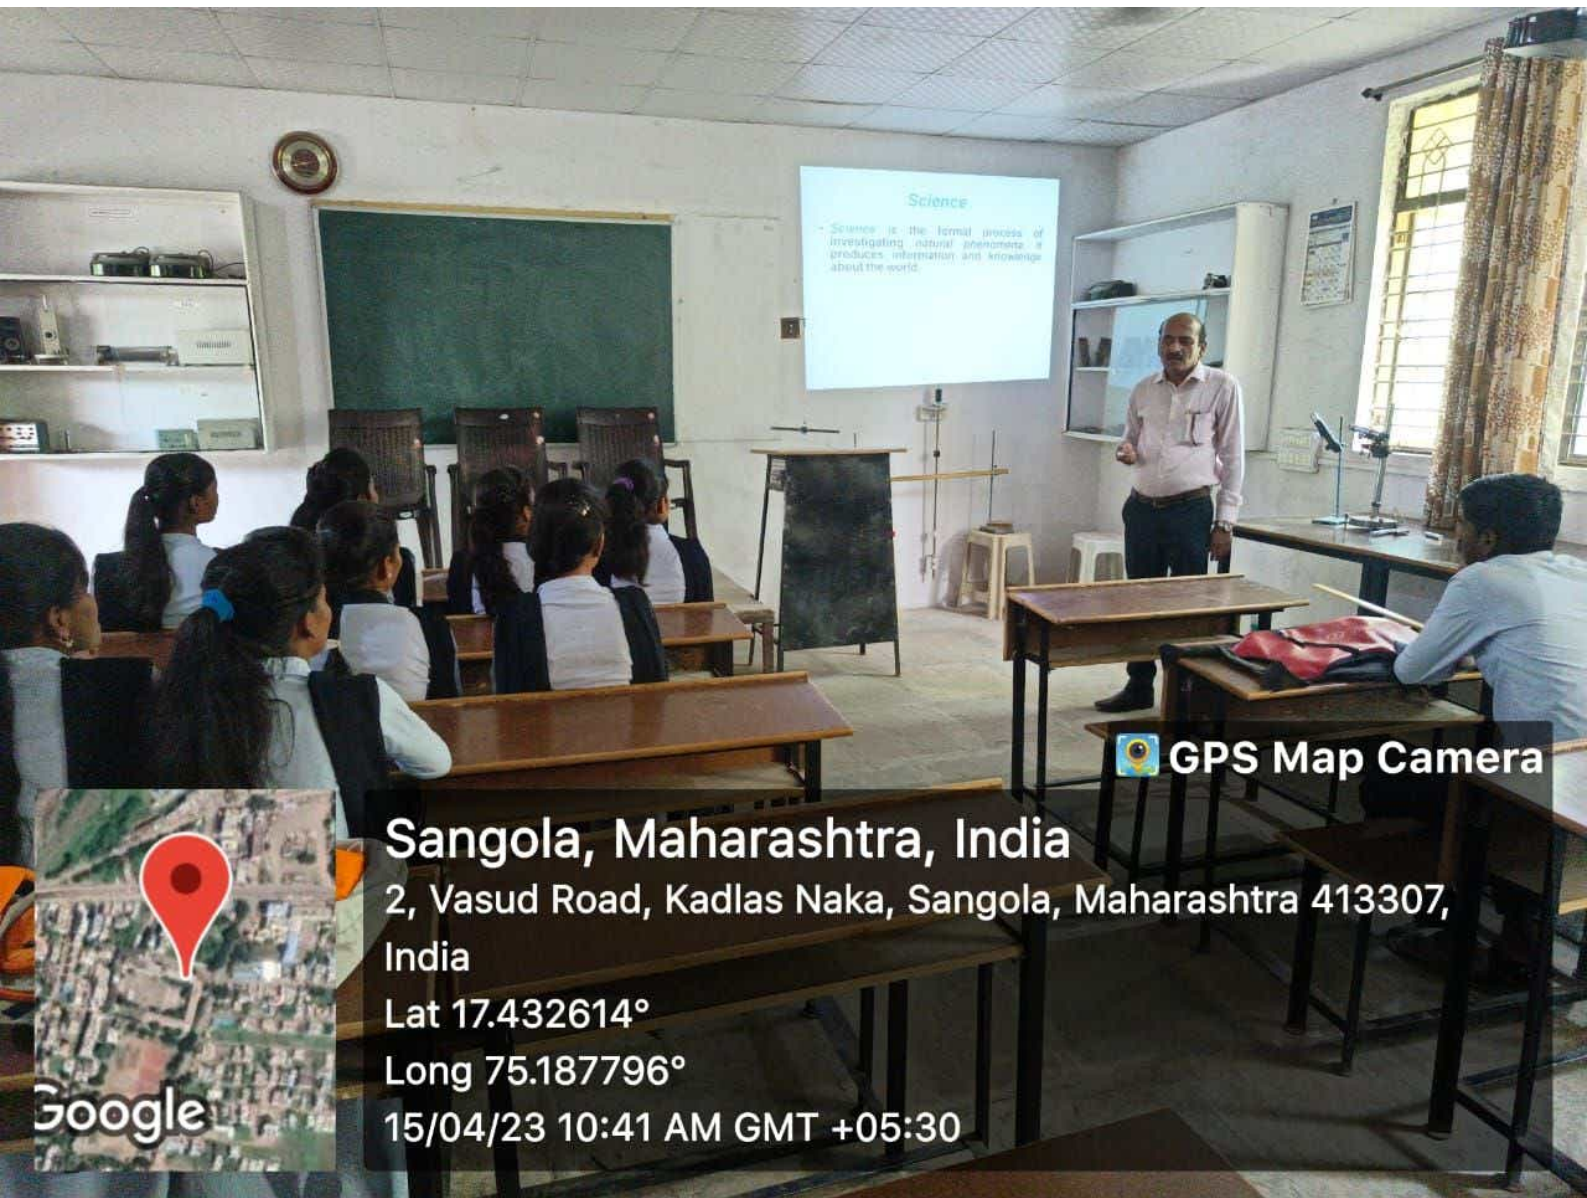 Science
Science is the formal process of
investigating natural phenomena. It
produces information and knowledge
about the world.
GPS Map Camera
Sangola, Maharashtra, India
2, Vasud Road, Kadlas Naka, Sangola, Maharashtra 413307,
India
Lat 17.432614°
Long 75.187796°
15/04/23 10:41 AM GMT +05:30
Google